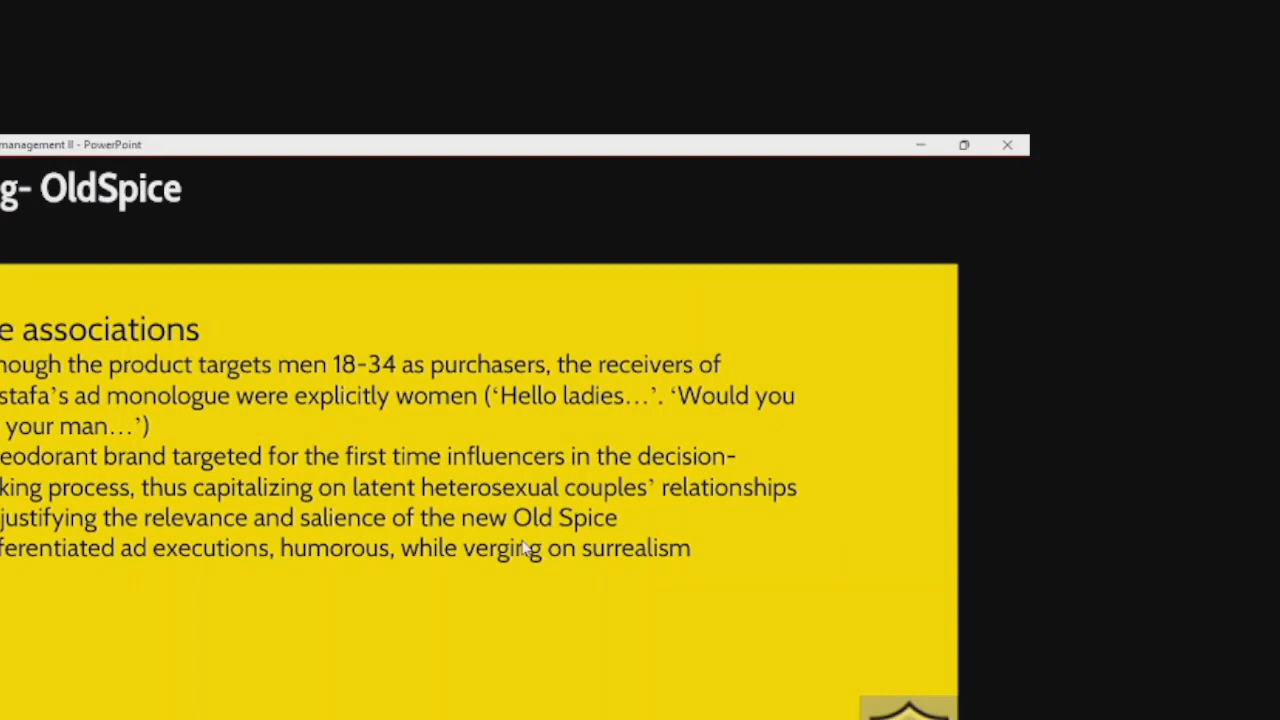 management II - PowerPoint
g- OldSpice
e associations
hough the product targets men 18-34 as purchasers, the receivers of
stafa’s ad monologue were explicitly women (‘Hello ladies…’. ‘Would you
your man…’)
eodorant brand targeted for the first time influencers in the decision-
king process, thus capitalizing on latent heterosexual couples’ relationships
justifying the relevance and salience of the new Old Spice
ferentiated ad executions, humorous, while verging on surrealism